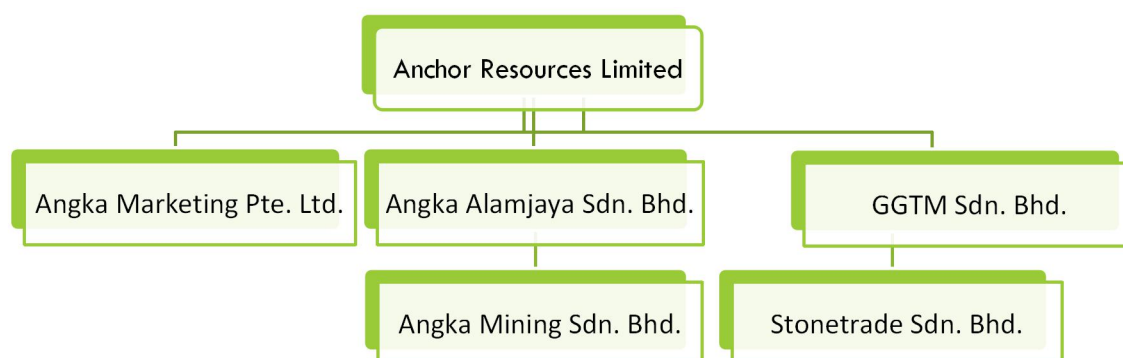 Anchor Resources Limited
Angka Marketing Pte. Ltd.
Angka Alamjaya Sdn. Bhd.
GGTM Sdn. Bhd.
Angka Mining Sdn. Bhd.
Stonetrade Sdn. Bhd.